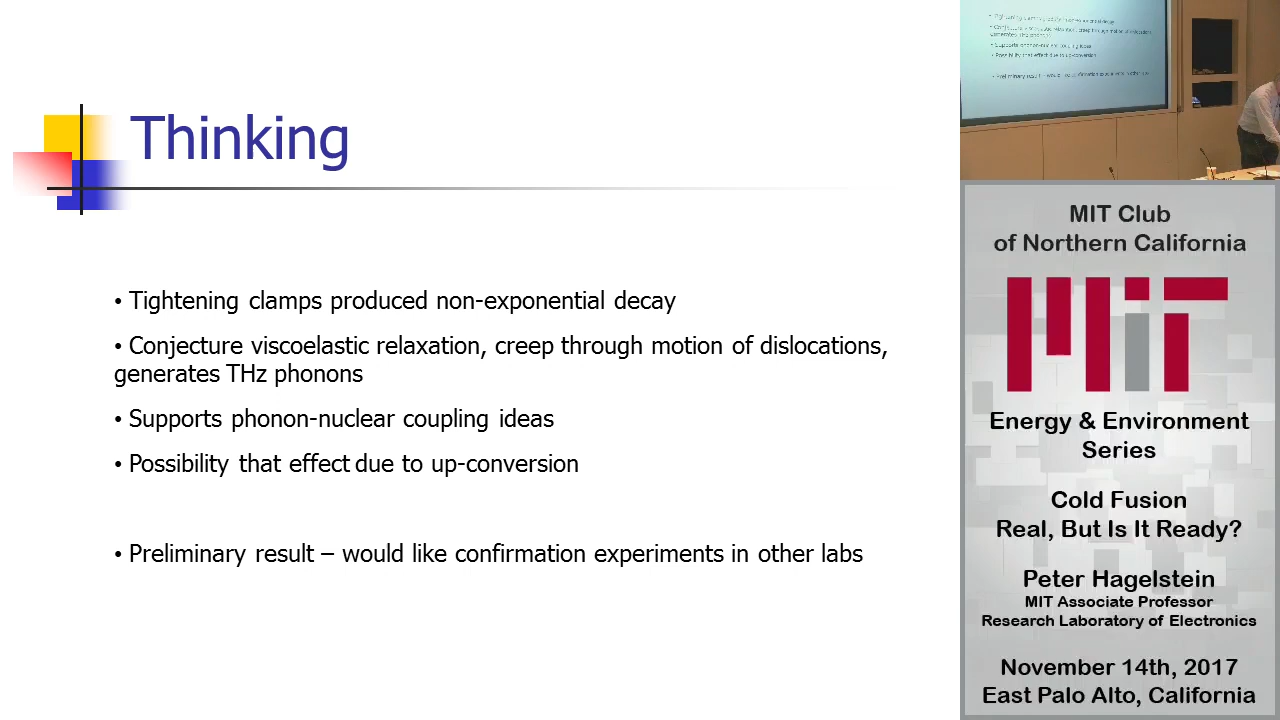 Thinking
• Tightening clamps produced non-exponential decay
• Conjecture viscoelastic relaxation, creep through motion of dislocations,
generates THz phonons
• Supports phonon-nuclear coupling ideas
• Possibility that effect due to up-conversion
• Preliminary result – would like confirmation experiments in other labs
MIT Club
of Northern California
MIT
Energy & Environment
Series
Cold Fusion
Real, But Is It Ready?
Peter Hagelstein
MIT Associate Professor
Research Laboratory of Electronics
November 14th, 2017
East Palo Alto, California